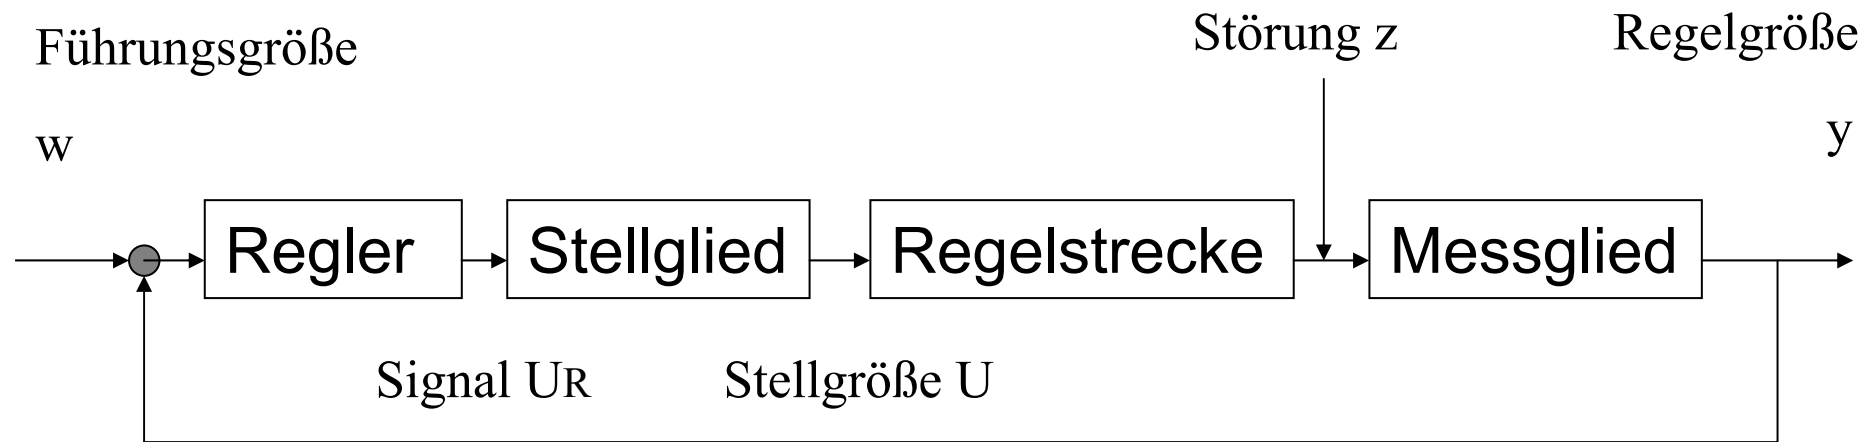 Führungsgröße
Störung z
Regelgröße
w
y
Regler
Stellglied
Regelstrecke
Messglied
Signal UR
Stellgröße U